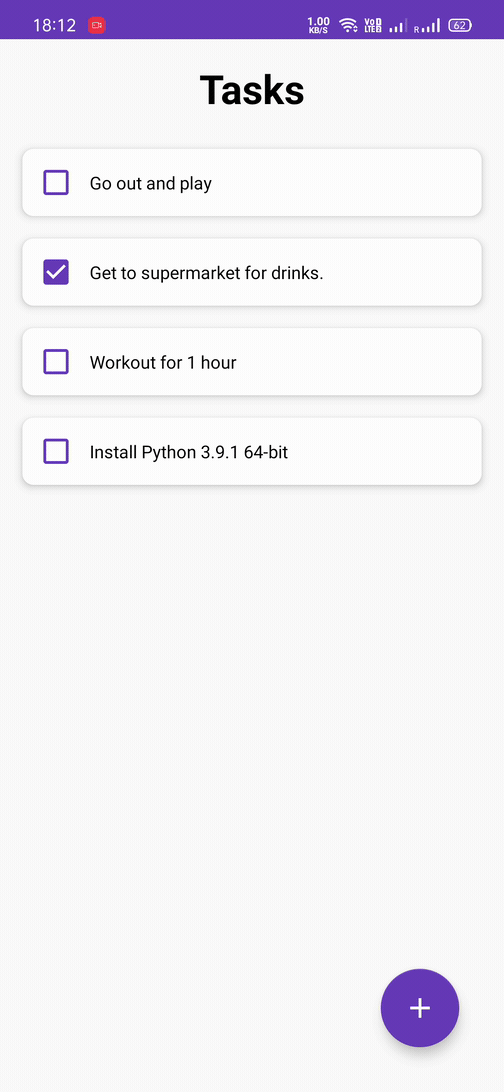 18:12
1.00
KB/S
Vo
LTE
R
62
Tasks
Go out and play
Get to supermarket for drinks.
Workout for 1 hour
Install Python 3.9.1 64-bit
+